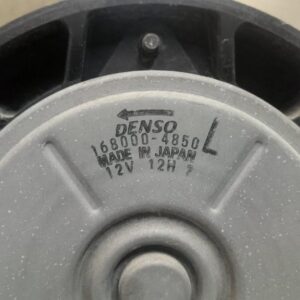 DENSO
168000-4850 L
MADE IN JAPAN
12V 12H